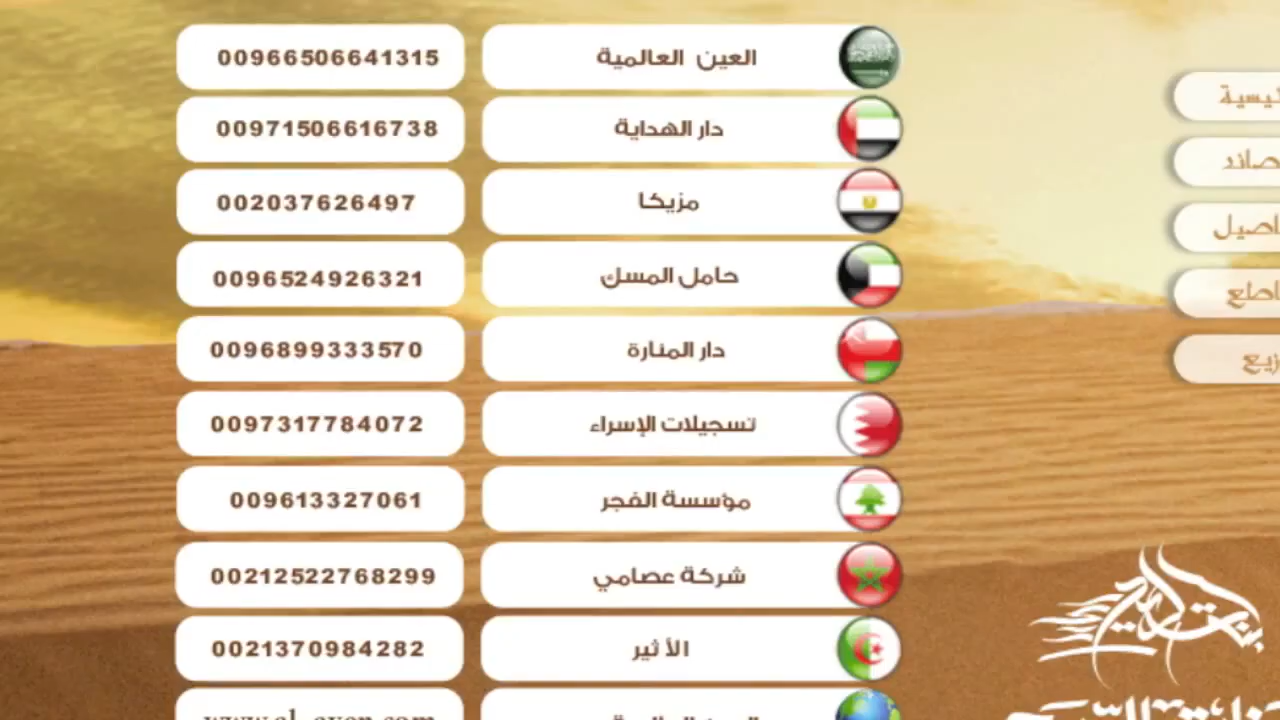 العين العالمية 00966506641315
دار الهداية 00971506616738
مزيكا 002037626497
حامل المسك 0096524926321
دار المنارة 0096899333570
تسجيلات الإسراء 0097317784072
مؤسسة الفجر 009613327061
شركة عصامي 00212522768299
الأثير 0021370984282